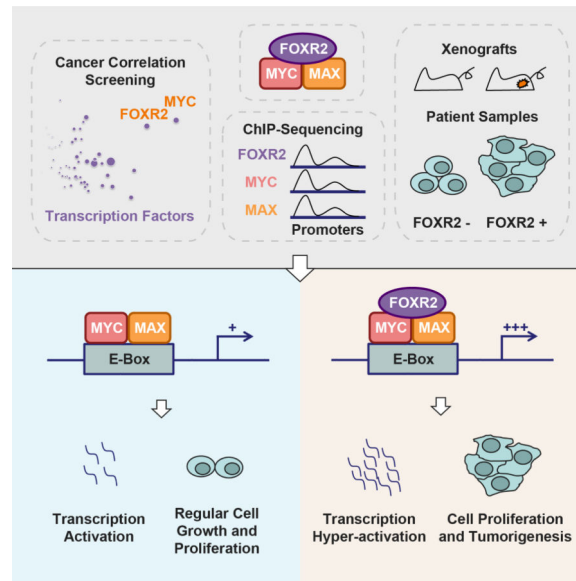 Cancer Correlation
Screening
MYC
FOXR2
Transcription Factors
FOXR2
MYC MAX
ChIP-Sequencing
FOXR2
MYC
MAX
Promoters
Xenografts
Patient Samples
FOXR2 - FOXR2 +
MYC MAX
E-Box
+
Transcription
Activation
Regular Cell
Growth and
Proliferation
FOXR2
MYC MAX
E-Box
+++
Transcription
Hyper-activation
Cell Proliferation
and Tumorigenesis